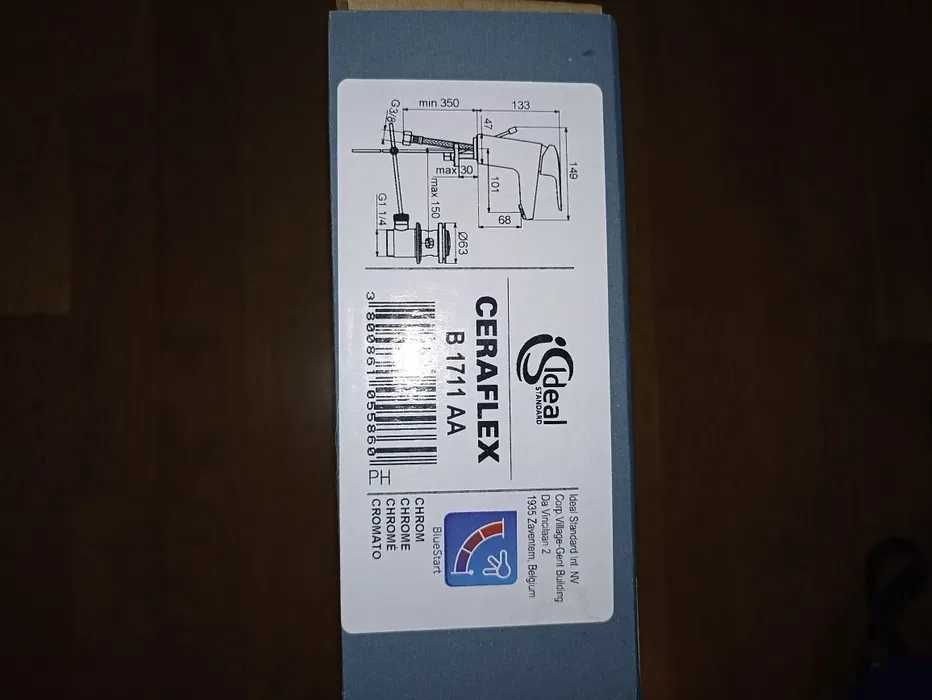 G3/8
min 350
133
47
max 30
101
149
68
max 150
G1 1/4
Ø63
Ideal
STANDARD
CERAFLEX
B 1711 AA
3 800861 055860
PH
Ideal Standard Int. NV
Corp. Village-Gent Building
Da Vincilaan 2
1935 Zaventem, Belgium
BlueStart
CHROM
CHROME
CHROME
CROMATO